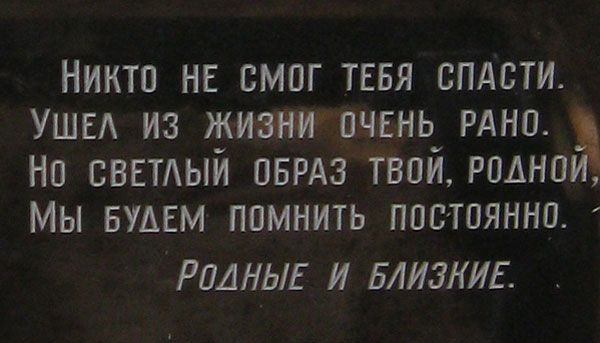 Никто не смог тебя спасти.
Ушел из жизни очень рано.
Но светлый образ твой, родной,
Мы будем помнить постоянно.
Родные и близкие.